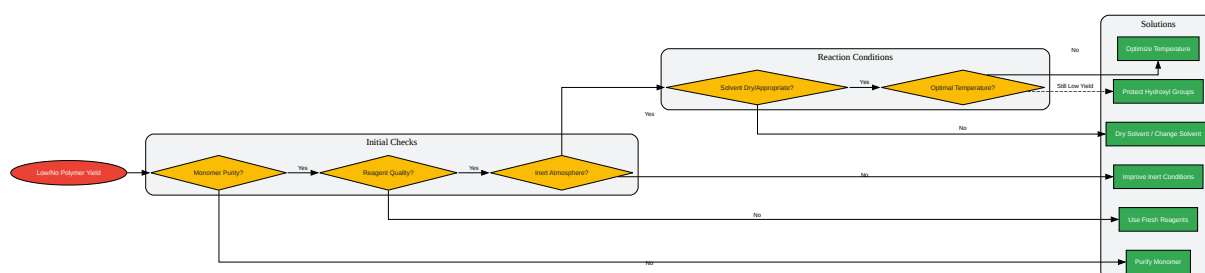 Solutions
No
Optimize Temperature
Reaction Conditions
Solvent Dry/Appropriate?
Yes
Optimal Temperature?
Still Low Yield
Protect Hydroxyl Groups
Yes
No
Dry Solvent / Change Solvent
Initial Checks
Low/No Polymer Yield
Monomer Purity?
Yes
Reagent Quality?
Yes
Inert Atmosphere?
No
Improve Inert Conditions
No
Use Fresh Reagents
No
Purify Monomer